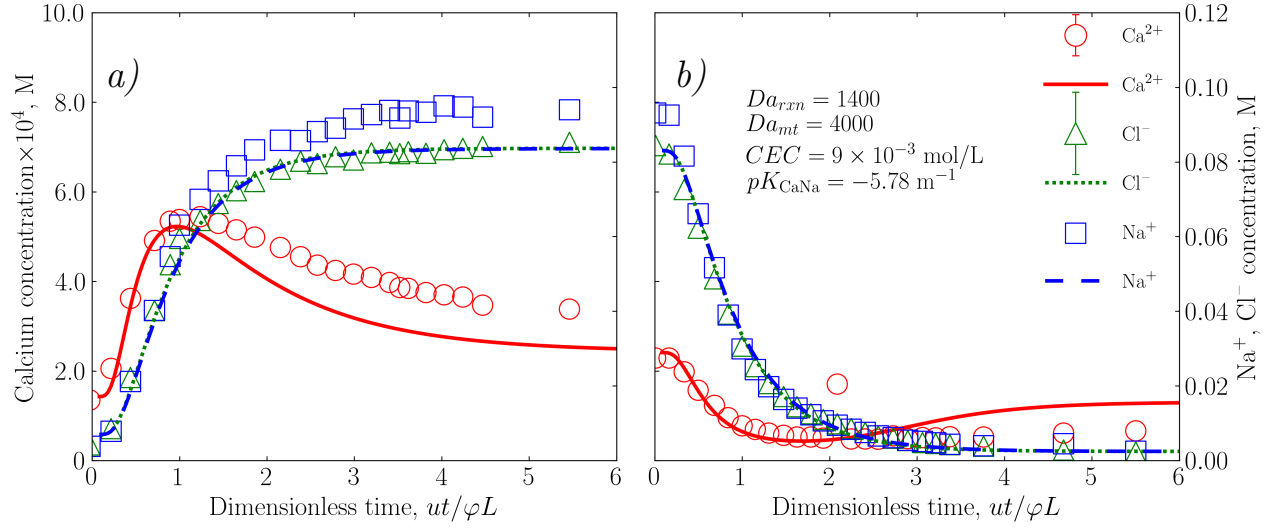 10.0
8.0
6.0
4.0
2.0
0
Calcium concentration×10⁴, M
a)
0 1 2 3 4 5 6
Dimensionless time, ut/φL
b)
Da_rxn = 1400
Da_mt = 4000
CEC = 9 × 10⁻³ mol/L
pK_CaNa = −5.78 m⁻¹
Ca²⁺
Ca²⁺
Cl⁻
Cl⁻
Na⁺
Na⁺
0.12
0.10
0.08
0.06
0.04
0.02
0.00
Na⁺, Cl⁻ concentration, M
0 1 2 3 4 5 6
Dimensionless time, ut/φL